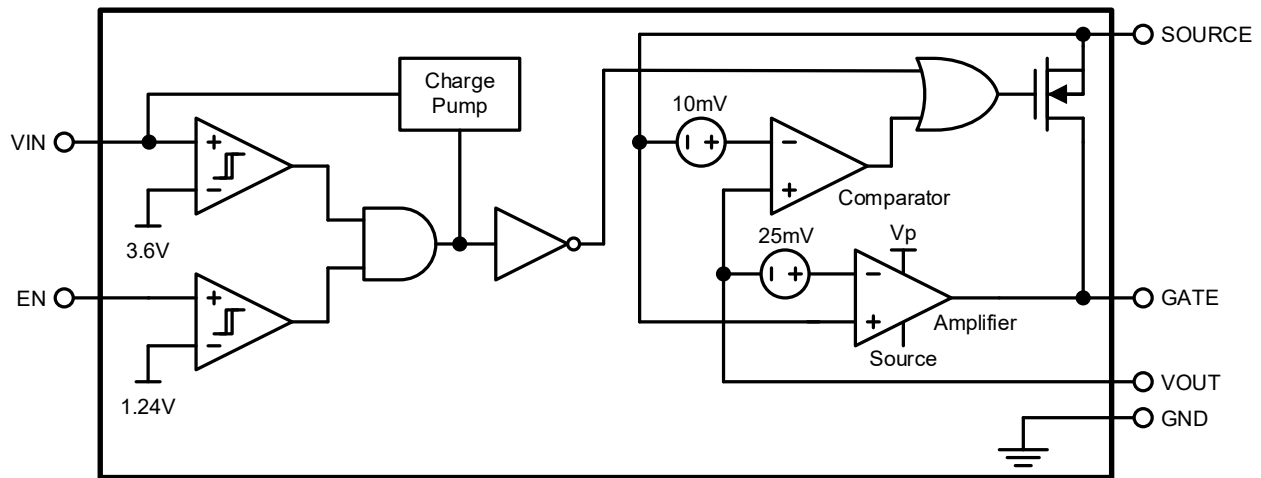 SOURCE
Charge
Pump
10mV
VIN
+
−
+
−
3.6V
+
Comparator
25mV
Vp
EN
+
−
+
−
GATE
+
Amplifier
Source
VOUT
1.24V
GND